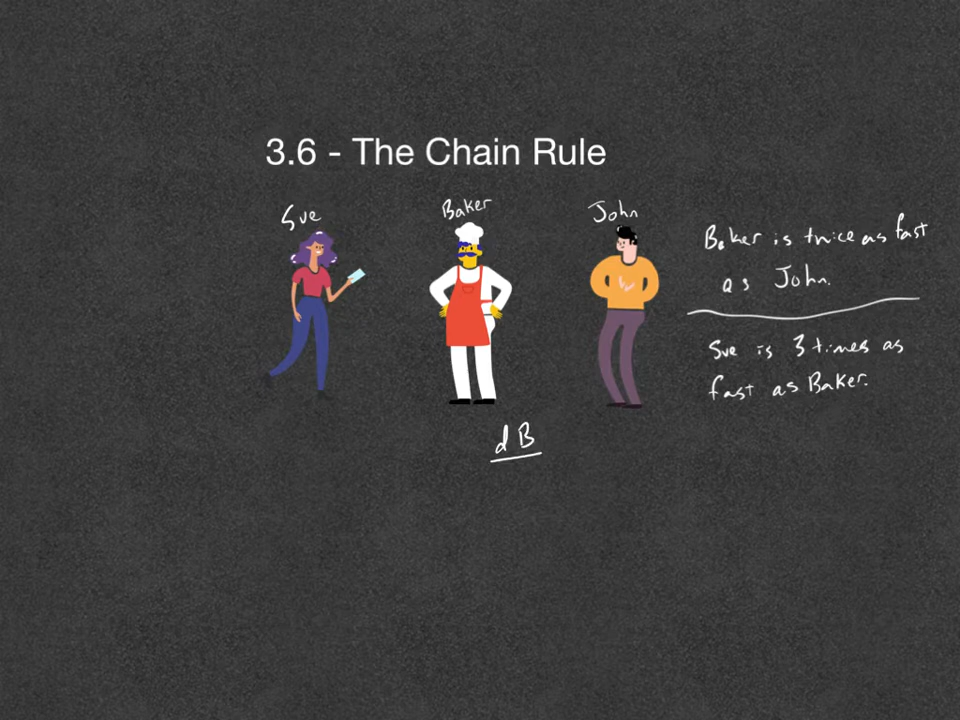 3.6 - The Chain Rule
Sue
Baker
John
Baker is twice as fast
as John.
Sue is 3 times as
fast as Baker.
dB